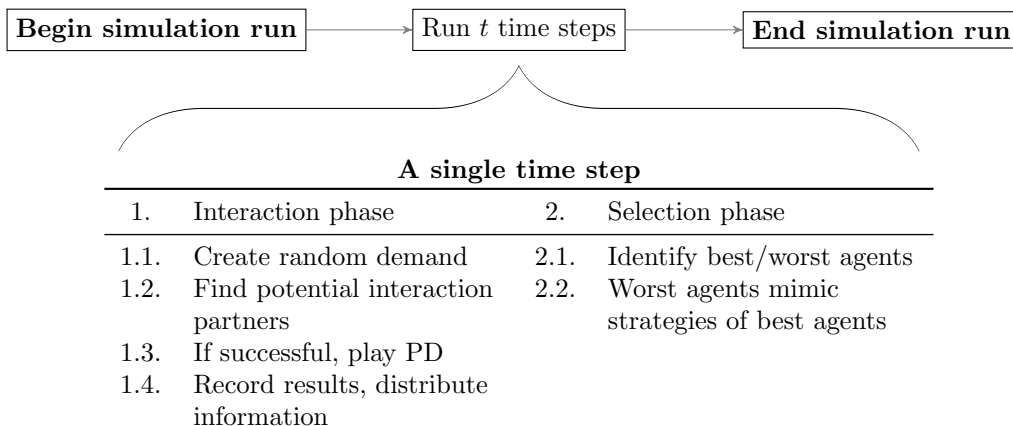 Begin simulation run
Run t time steps
End simulation run
A single time step
1. Interaction phase
2. Selection phase
1.1. Create random demand
1.2. Find potential interaction
partners
1.3. If successful, play PD
1.4. Record results, distribute
information
2.1. Identify best/worst agents
2.2. Worst agents mimic
strategies of best agents